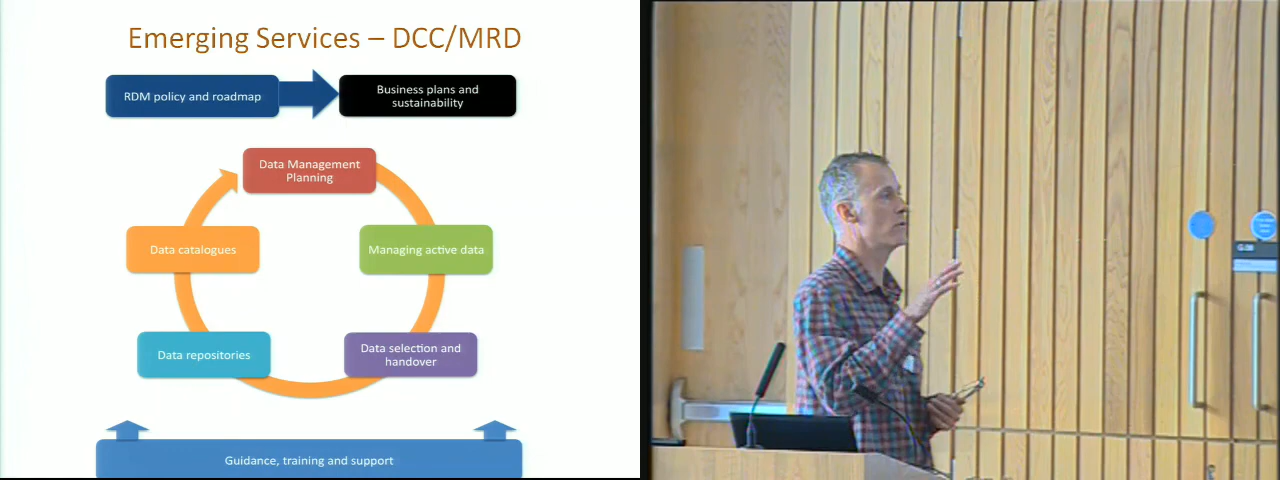 Emerging Services – DCC/MRD
RDM policy and roadmap
Business plans and
sustainability
Data Management
Planning
Data catalogues
Managing active data
Data repositories
Data selection and
handover
Guidance, training and support